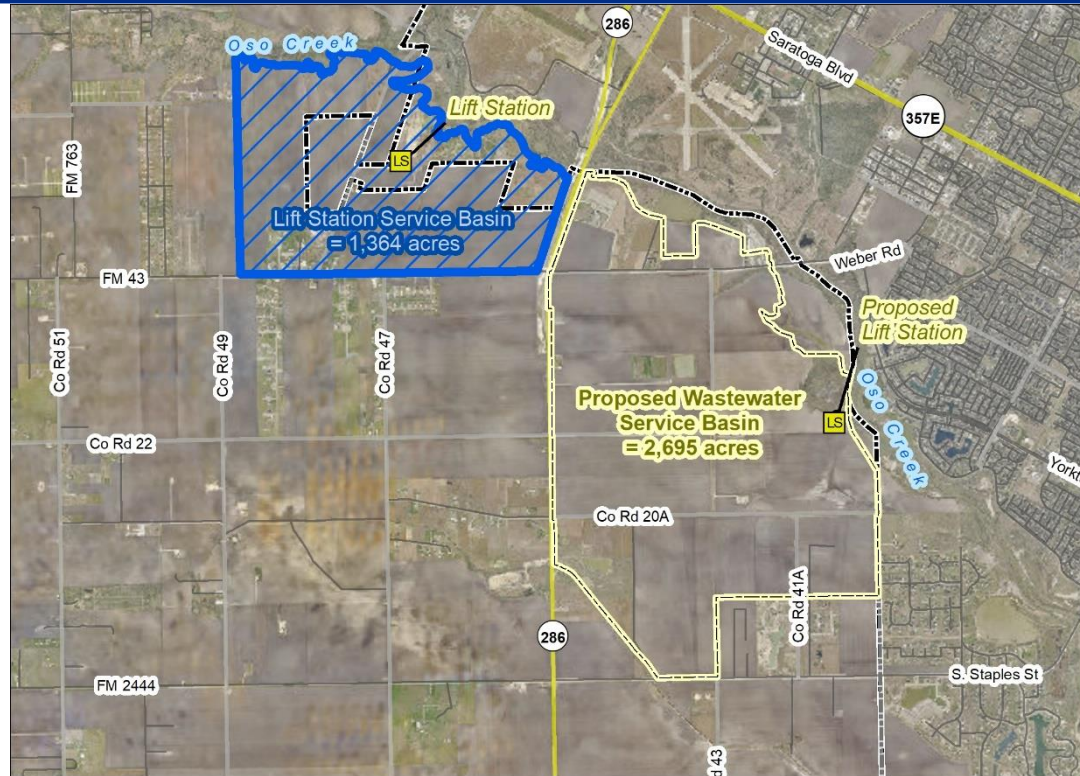 286
Oso Creek
Saratoga Blvd
Lift Station
357E
FM 763
LS
Lift Station Service Basin
= 1,364 acres
Weber Rd
FM 43
Proposed
Lift Station
Co Rd 51
Co Rd 49
Co Rd 47
Oso Creek
Proposed Wastewater
Service Basin
= 2,695 acres
LS
Co Rd 22
Co Rd 20A
Co Rd 41A
286
S. Staples St
FM 2444
d 43